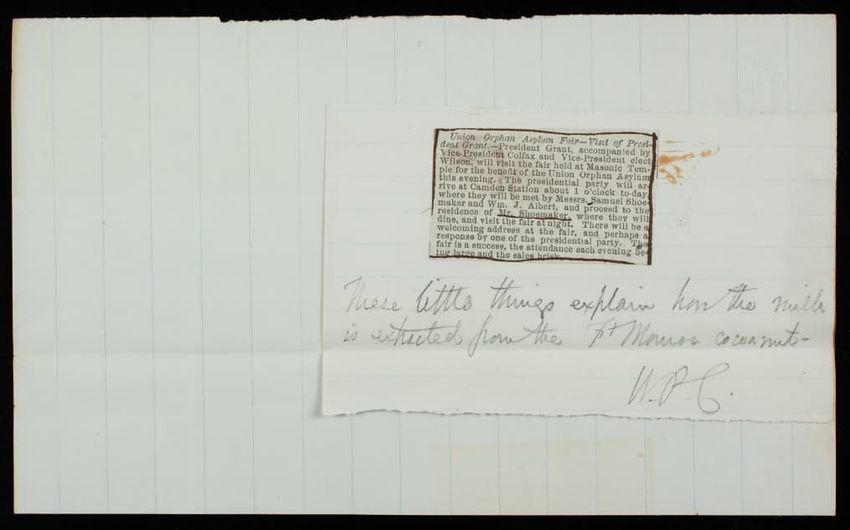 Union Orphan Asylum Fair—Visit of Presi-
dent Grant.—President Grant, accompanied by
Vice-President Colfax and Vice-President elect
Wilson, will visit the fair held at Masonic Tem-
ple for the benefit of the Union Orphan Asylum
this evening. The presidential party will ar-
rive at Camden Station about 1 o'clock to-day,
where they will be met by Messrs. Samuel Shoe-
maker and Wm. J. Albert, and proceed to the
residence of Mr. Shoemaker, where they will
dine, and visit the fair at night. There will be a
welcoming address at the fair, and perhaps a
response by one of the presidential party. The
fair is a success, the attendance each evening be-
ing large and the sales brisk.
These little things explain how the milk
is extracted from the Ft Monroe cocoanut-
W.P.C.